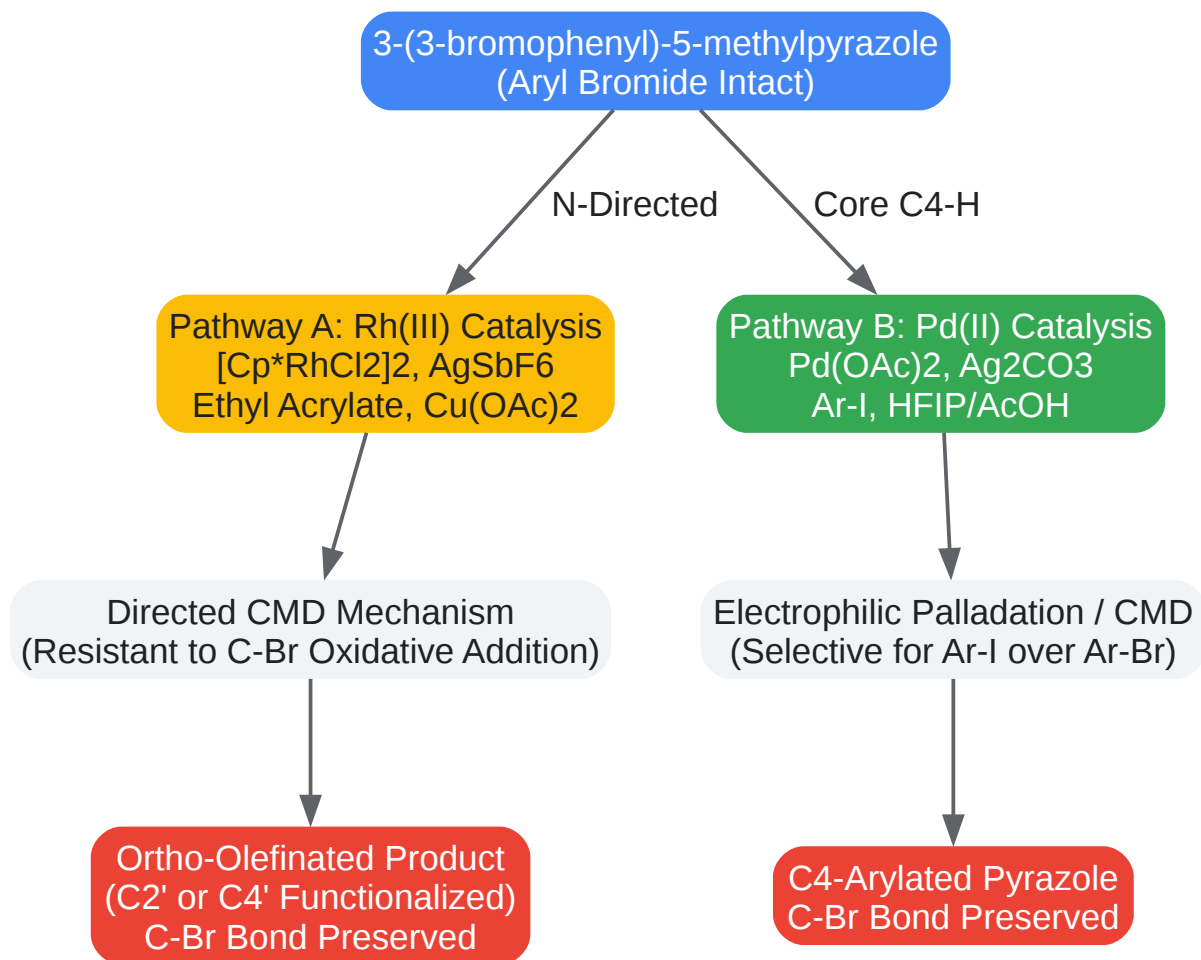 3-(3-bromophenyl)-5-methylpyrazole
(Aryl Bromide Intact)
N-Directed
Core C4-H
Pathway A: Rh(III) Catalysis
[Cp*RhCl2]2, AgSbF6
Ethyl Acrylate, Cu(OAc)2
Pathway B: Pd(II) Catalysis
Pd(OAc)2, Ag2CO3
Ar-I, HFIP/AcOH
Directed CMD Mechanism
(Resistant to C-Br Oxidative Addition)
Electrophilic Palladation / CMD
(Selective for Ar-I over Ar-Br)
Ortho-Olefinated Product
(C2' or C4' Functionalized)
C-Br Bond Preserved
C4-Arylated Pyrazole
C-Br Bond Preserved